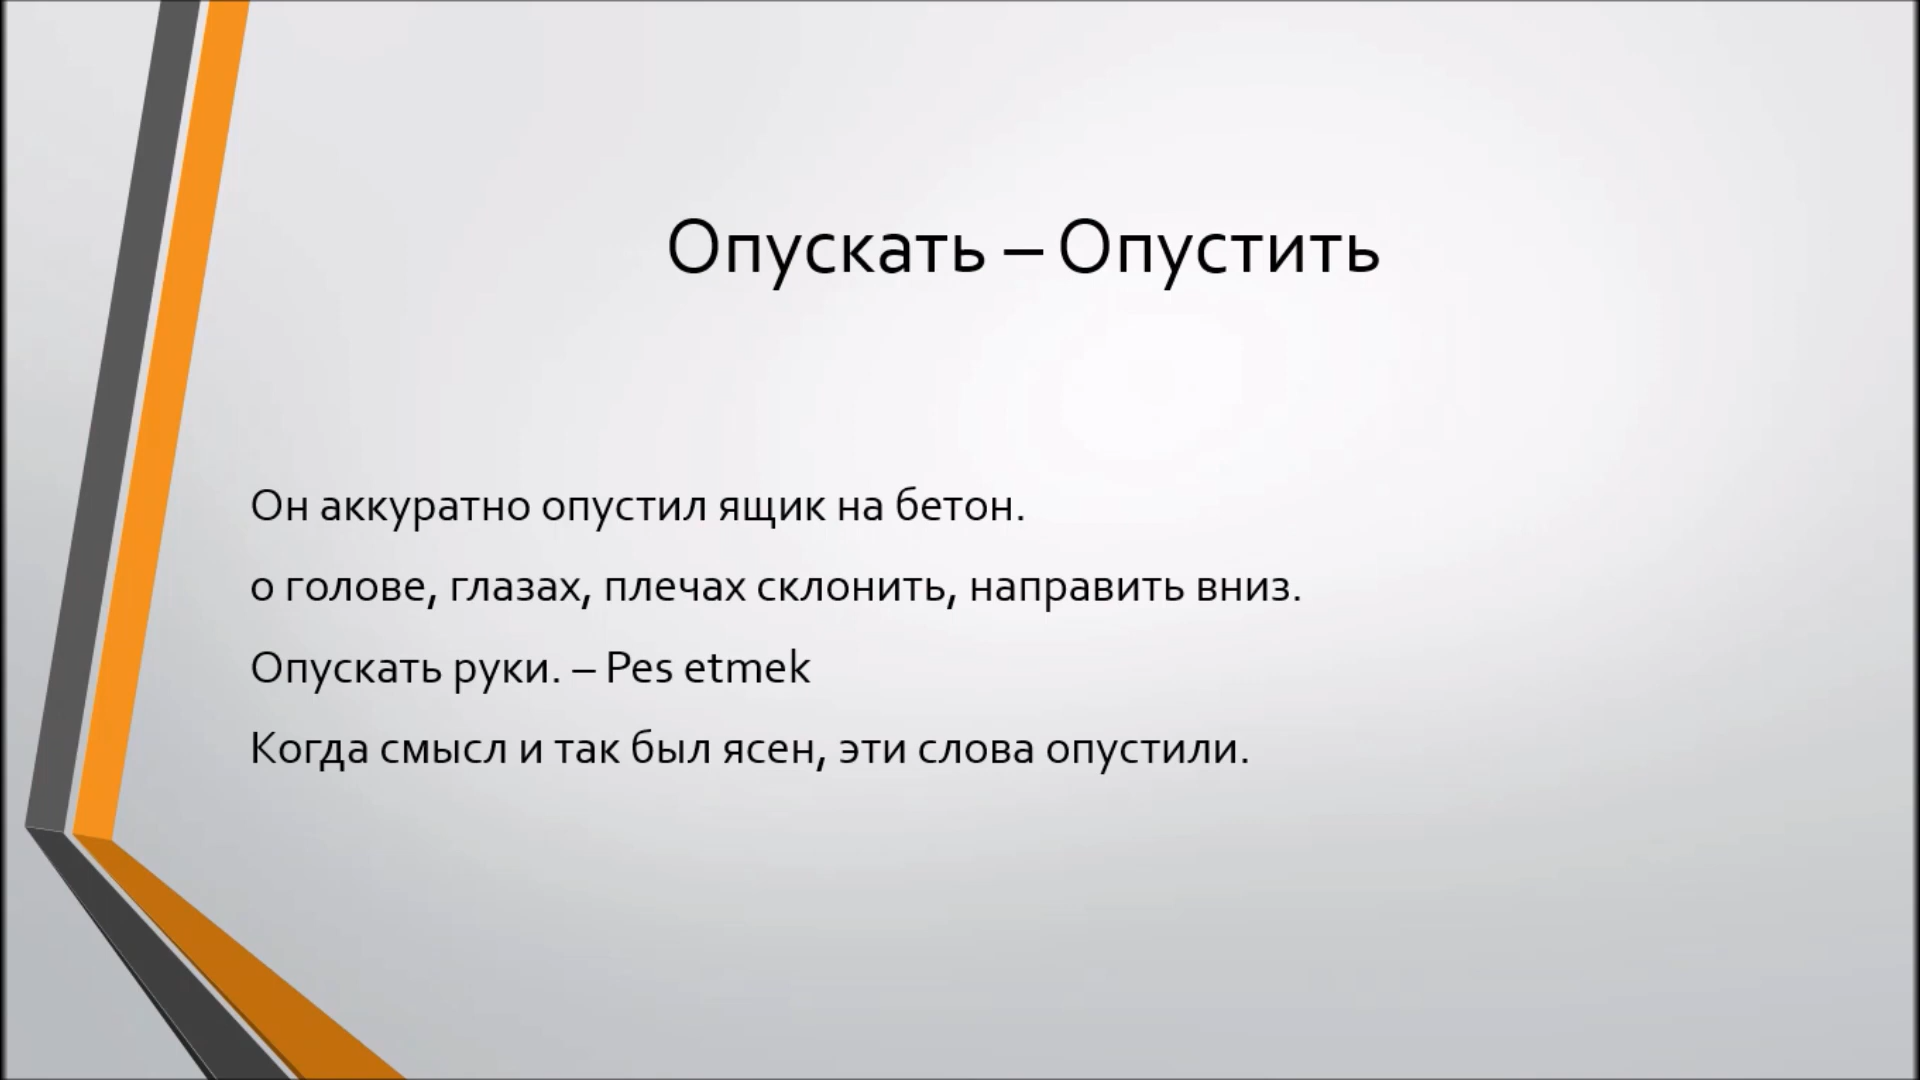 Опускать – Опустить
Он аккуратно опустил ящик на бетон.
о голове, глазах, плечах склонить, направить вниз.
Опускать руки. – Pes etmek
Когда смысл и так был ясен, эти слова опустили.